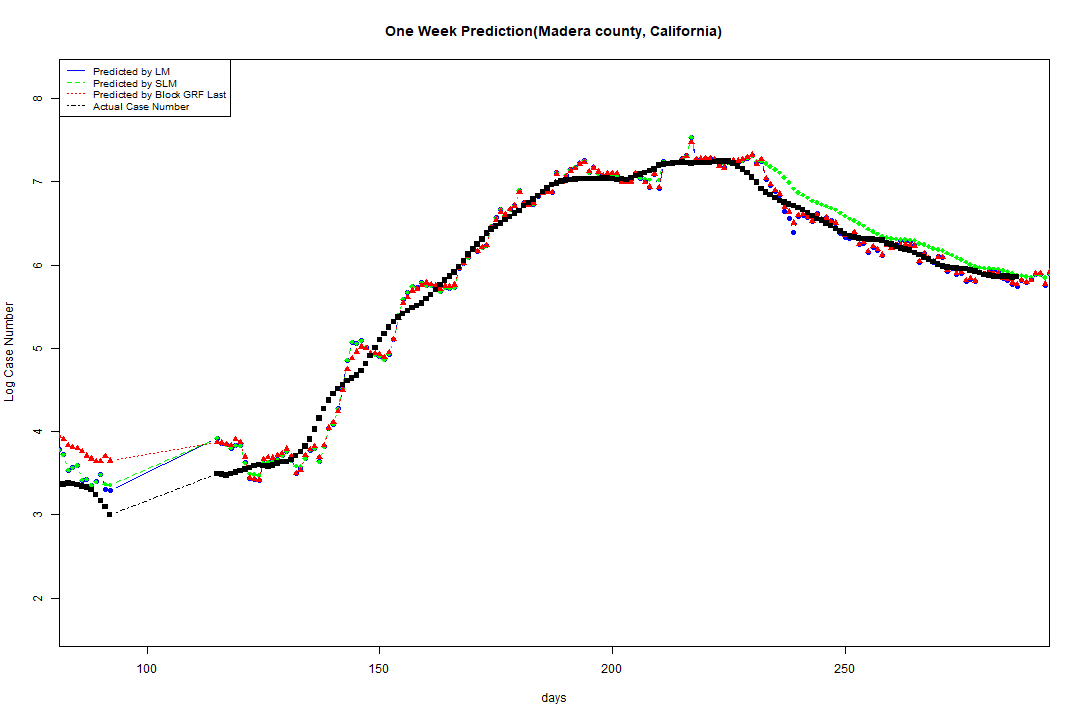 One Week Prediction(Madera county, California)
Predicted by LM
Predicted by SLM
Predicted by Block GRF Last
Actual Case Number
8
7
6
5
4
3
2
Log Case Number
100 150 200 250
days